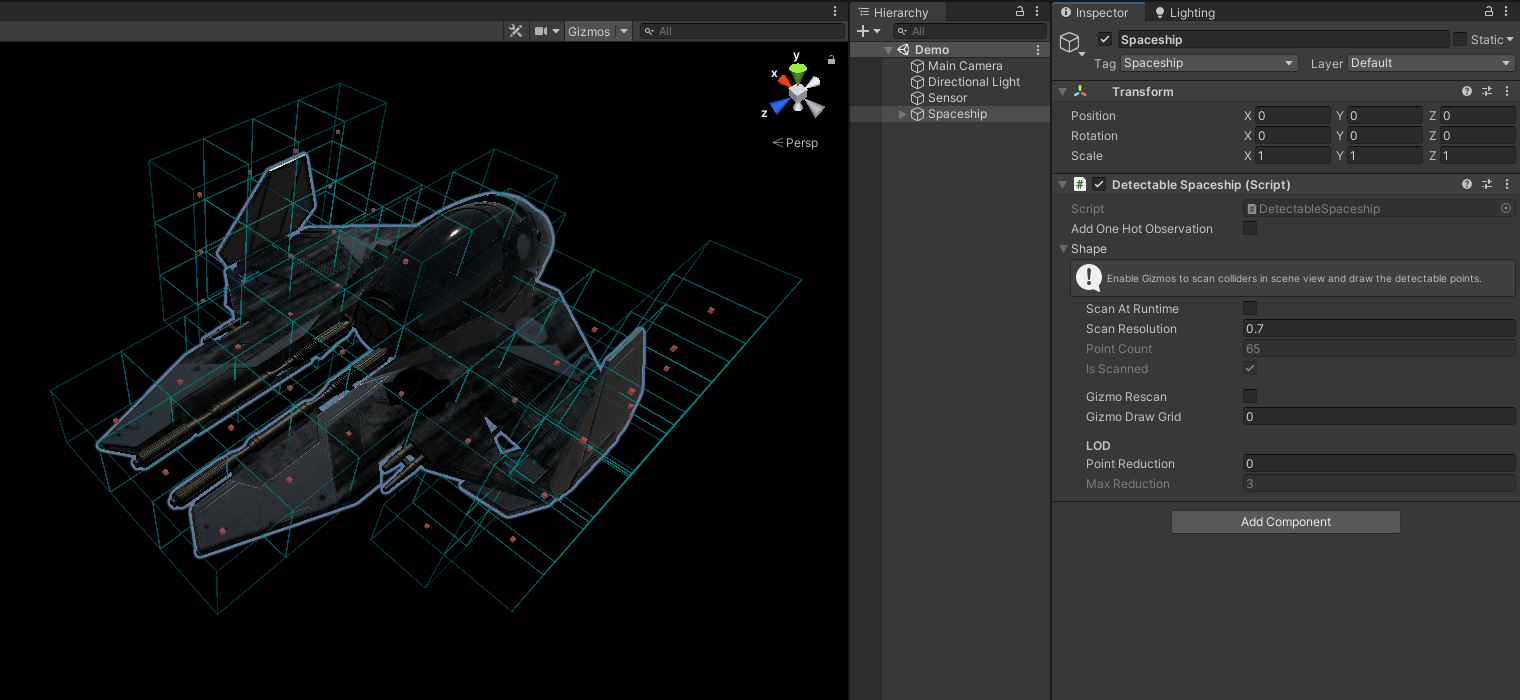 Gizmos
All
y
x
z
Persp
Hierarchy
All
Demo
Main Camera
Directional Light
Sensor
Spaceship
Inspector
Lighting
Spaceship
Static
Tag Spaceship Layer Default
Transform
Position X 0 Y 0 Z 0
Rotation X 0 Y 0 Z 0
Scale X 1 Y 1 Z 1
# Detectable Spaceship (Script)
Script DetectableSpaceship
Add One Hot Observation
Shape
Enable Gizmos to scan colliders in scene view and draw the detectable points.
Scan At Runtime
Scan Resolution 0.7
Point Count 65
Is Scanned
Gizmo Rescan
Gizmo Draw Grid 0
LOD
Point Reduction 0
Max Reduction 3
Add Component